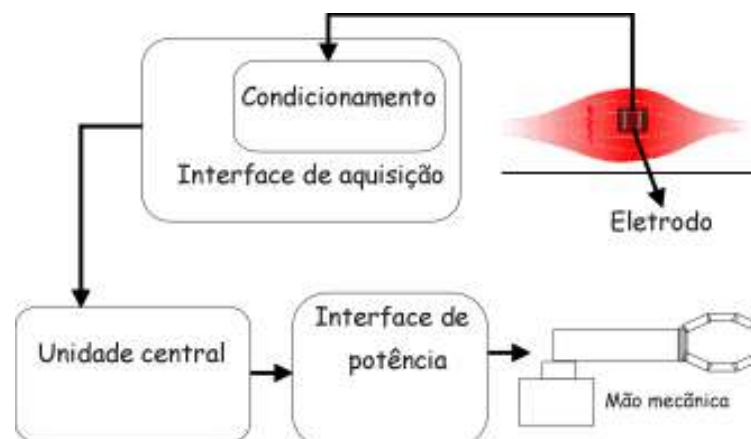 Condicionamento
Interface de aquisição
Eletrodo
Unidade central
Interface de
potência
Mão mecânica